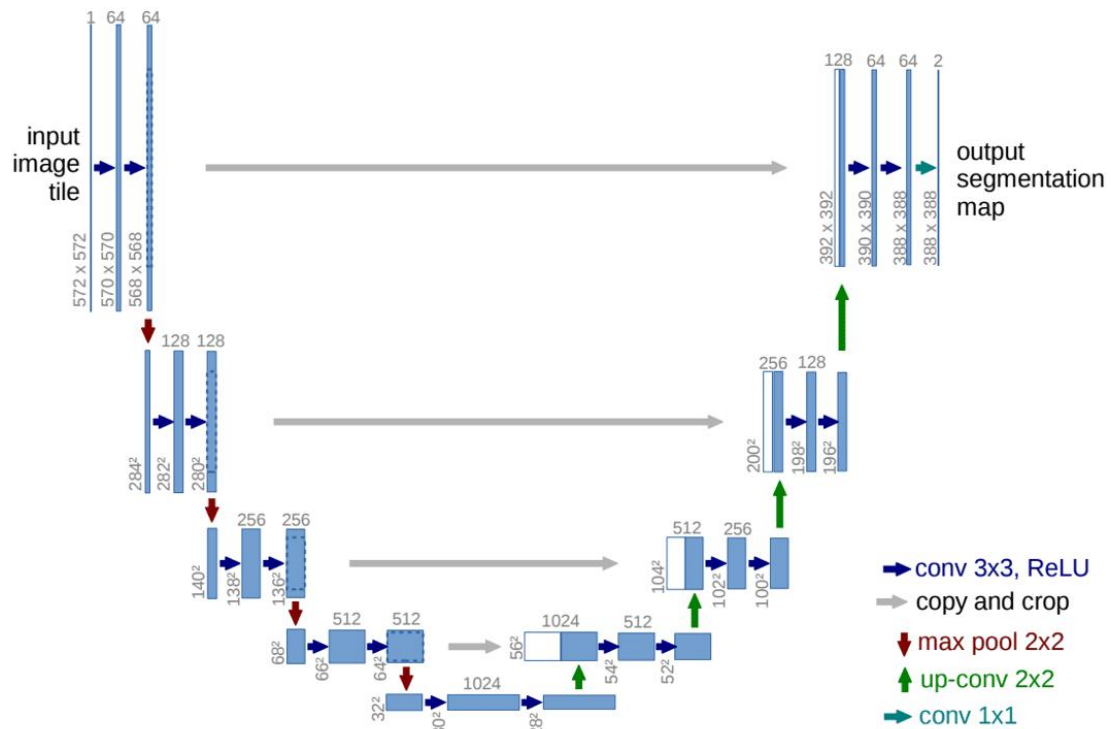 1
64
64
input
image
tile
572 x 572
570 x 570
568 x 568
128
64
64
2
output
segmentation
map
392 x 392
390 x 390
388 x 388
388 x 388
128
128
284²
282²
280²
256
128
200²
198²
196²
256
256
140²
138²
136²
512
256
104²
102²
100²
512
512
68²
66²
64²
1024
512
56²
54²
52²
1024
32²
conv 3x3, ReLU
copy and crop
max pool 2x2
up-conv 2x2
conv 1x1